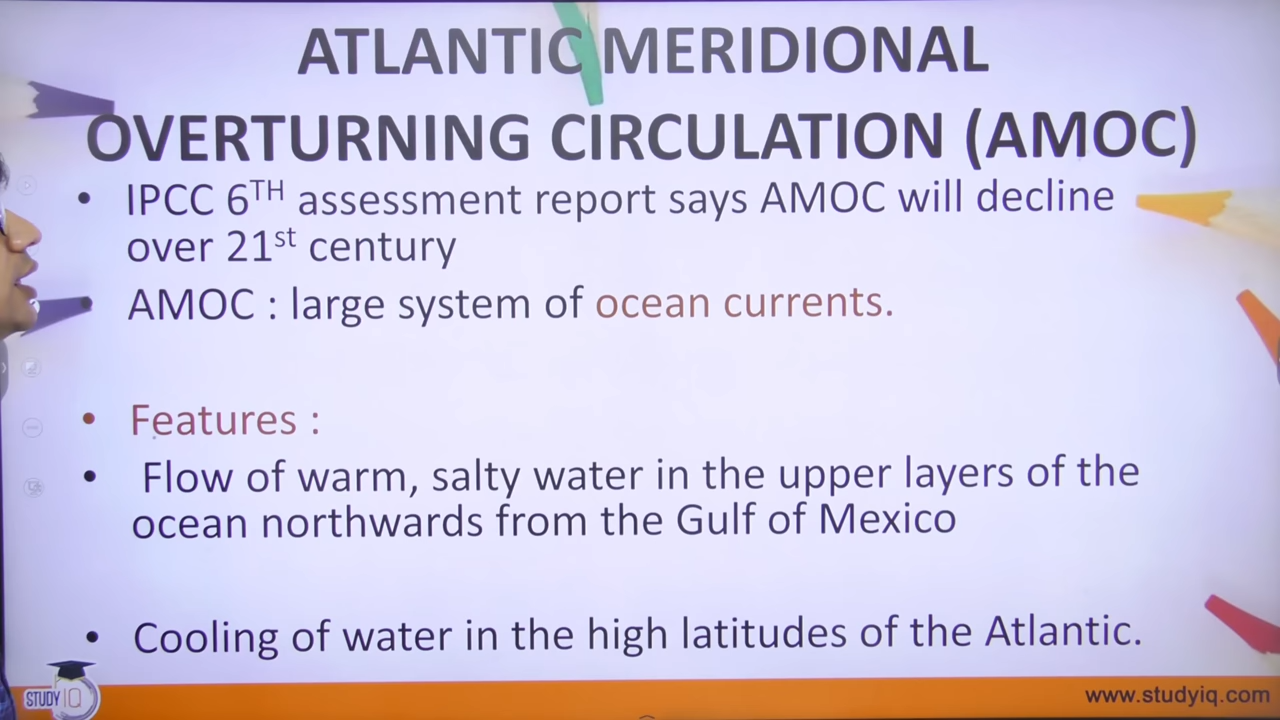 ATLANTIC MERIDIONAL
OVERTURNING CIRCULATION (AMOC)
• IPCC 6TH assessment report says AMOC will decline
over 21st century
• AMOC : large system of ocean currents.
• Features :
• Flow of warm, salty water in the upper layers of the
ocean northwards from the Gulf of Mexico
• Cooling of water in the high latitudes of the Atlantic.
STUDY IQ
www.studyiq.com